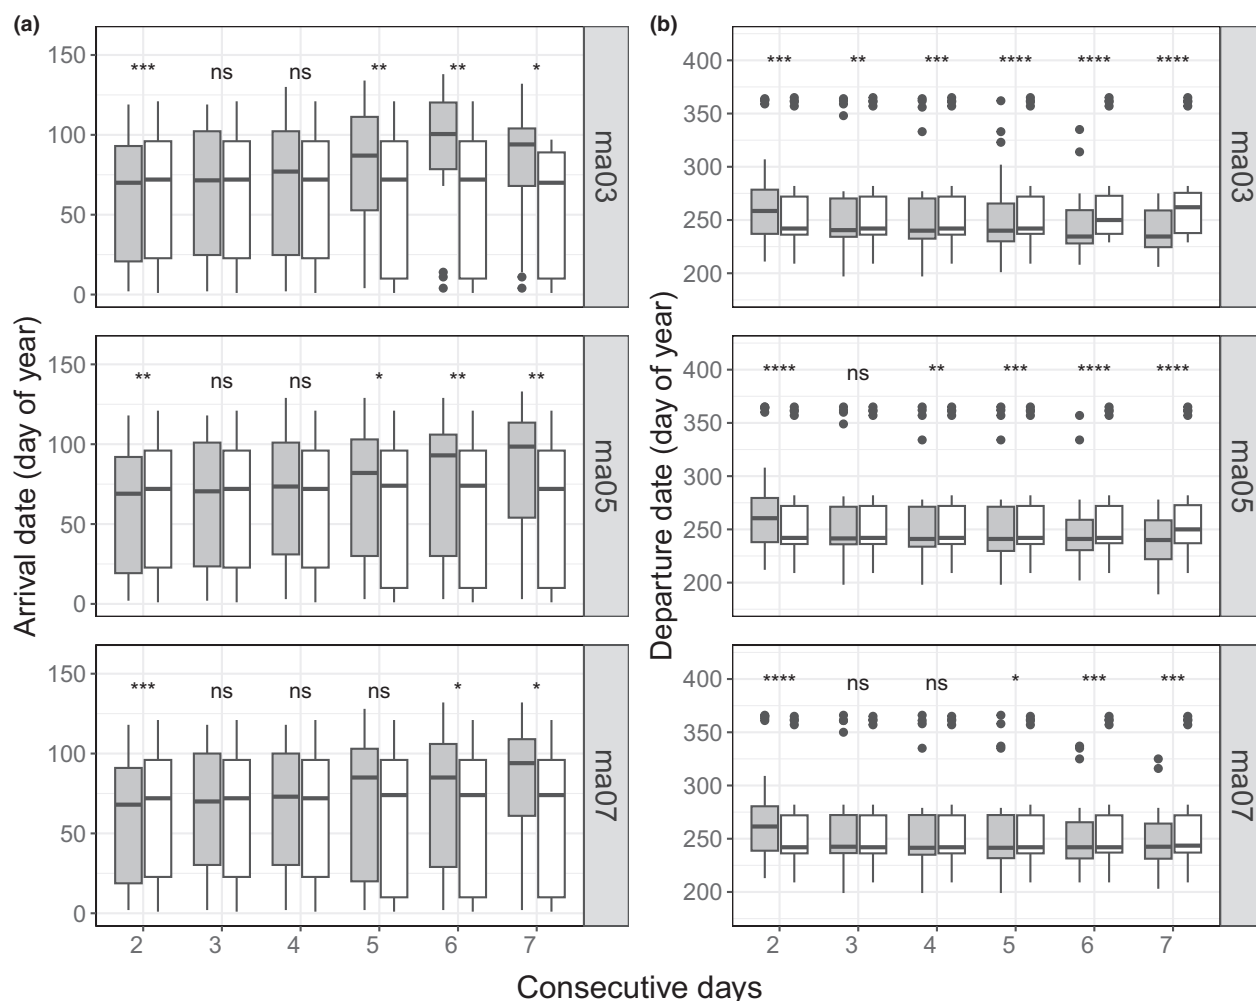 (a)
(b)
Arrival date (day of year)
150
100
50
0
*** ns ns ** ** *
ma03
150
100
50
0
** ns ns * ** **
ma05
150
100
50
0
*** ns ns ns * *
ma07
2 3 4 5 6 7
Departure date (day of year)
400
350
300
250
200
*** ** *** **** **** ****
ma03
400
350
300
250
200
**** ns ** *** **** ****
ma05
400
350
300
250
200
**** ns ns * *** ***
ma07
2 3 4 5 6 7
Consecutive days